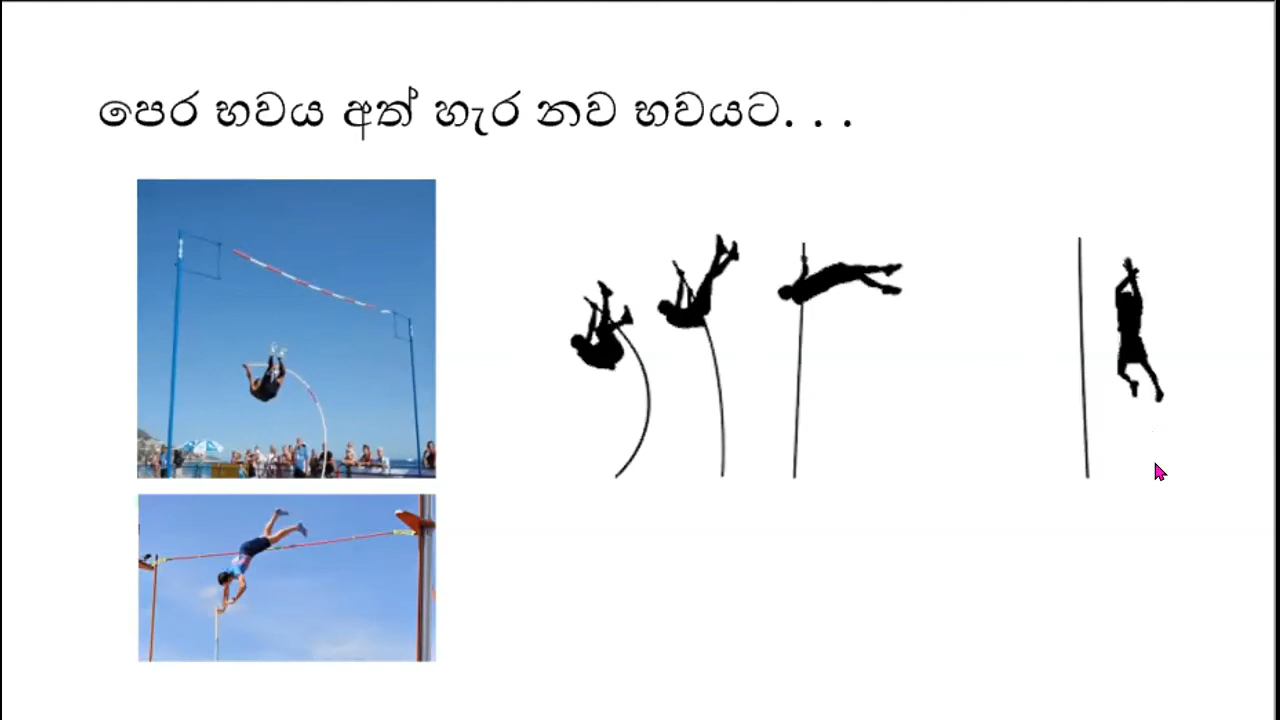 පෙර භවය අත් හැර නව භවයට. . .